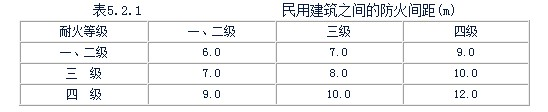 表5.2.1 民用建筑之间的防火间距(m)
耐火等级 一、二级 三级 四级
一、二级 6.0 7.0 9.0
三 级 7.0 8.0 10.0
四 级 9.0 10.0 12.0